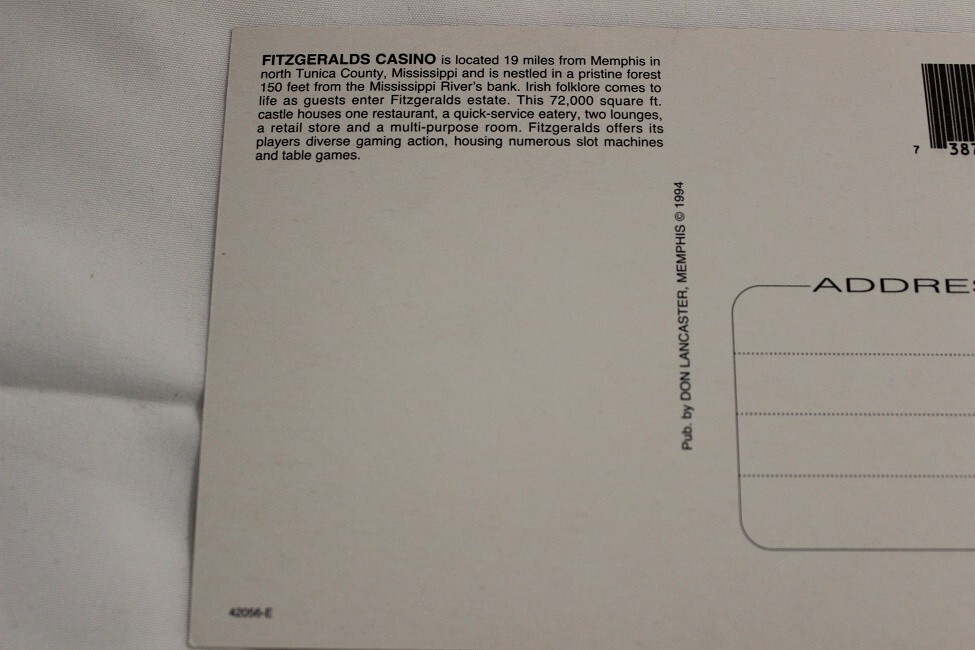 FITZGERALDS CASINO is located 19 miles from Memphis in
north Tunica County, Mississippi and is nestled in a pristine forest
150 feet from the Mississippi River's bank. Irish folklore comes to
life as guests enter Fitzgeralds estate. This 72,000 square ft.
castle houses one restaurant, a quick-service eatery, two lounges,
a retail store and a multi-purpose room. Fitzgeralds offers its
players diverse gaming action, housing numerous slot machines
and table games.
Pub. by DON LANCASTER, MEMPHIS © 1994
7 387
ADDRES
42056-E